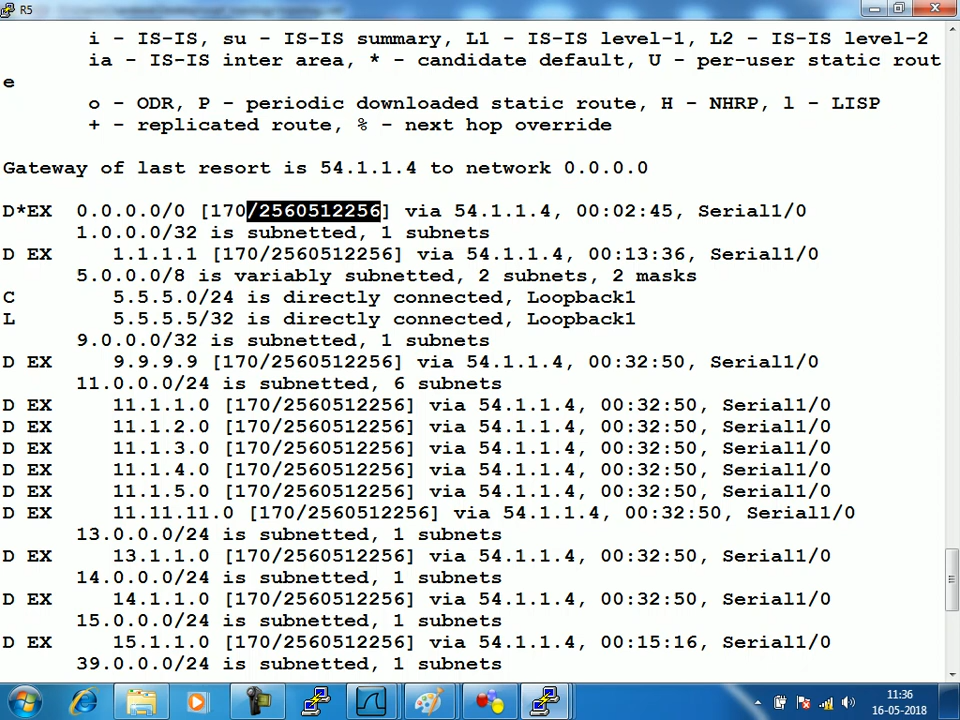 R5
i - IS-IS, su - IS-IS summary, L1 - IS-IS level-1, L2 - IS-IS level-2
ia - IS-IS inter area, * - candidate default, U - per-user static rout
e
o - ODR, P - periodic downloaded static route, H - NHRP, l - LISP
+ - replicated route, % - next hop override
Gateway of last resort is 54.1.1.4 to network 0.0.0.0
D*EX 0.0.0.0/0 [170/2560512256] via 54.1.1.4, 00:02:45, Serial1/0
1.0.0.0/32 is subnetted, 1 subnets
D EX 1.1.1.1 [170/2560512256] via 54.1.1.4, 00:13:36, Serial1/0
5.0.0.0/8 is variably subnetted, 2 subnets, 2 masks
C 5.5.5.0/24 is directly connected, Loopback1
L 5.5.5.5/32 is directly connected, Loopback1
9.0.0.0/32 is subnetted, 1 subnets
D EX 9.9.9.9 [170/2560512256] via 54.1.1.4, 00:32:50, Serial1/0
11.0.0.0/24 is subnetted, 6 subnets
D EX 11.1.1.0 [170/2560512256] via 54.1.1.4, 00:32:50, Serial1/0
D EX 11.1.2.0 [170/2560512256] via 54.1.1.4, 00:32:50, Serial1/0
D EX 11.1.3.0 [170/2560512256] via 54.1.1.4, 00:32:50, Serial1/0
D EX 11.1.4.0 [170/2560512256] via 54.1.1.4, 00:32:50, Serial1/0
D EX 11.1.5.0 [170/2560512256] via 54.1.1.4, 00:32:50, Serial1/0
D EX 11.11.11.0 [170/2560512256] via 54.1.1.4, 00:32:50, Serial1/0
13.0.0.0/24 is subnetted, 1 subnets
D EX 13.1.1.0 [170/2560512256] via 54.1.1.4, 00:32:50, Serial1/0
14.0.0.0/24 is subnetted, 1 subnets
D EX 14.1.1.0 [170/2560512256] via 54.1.1.4, 00:32:50, Serial1/0
15.0.0.0/24 is subnetted, 1 subnets
D EX 15.1.1.0 [170/2560512256] via 54.1.1.4, 00:15:16, Serial1/0
39.0.0.0/24 is subnetted, 1 subnets
11:36
16-05-2018